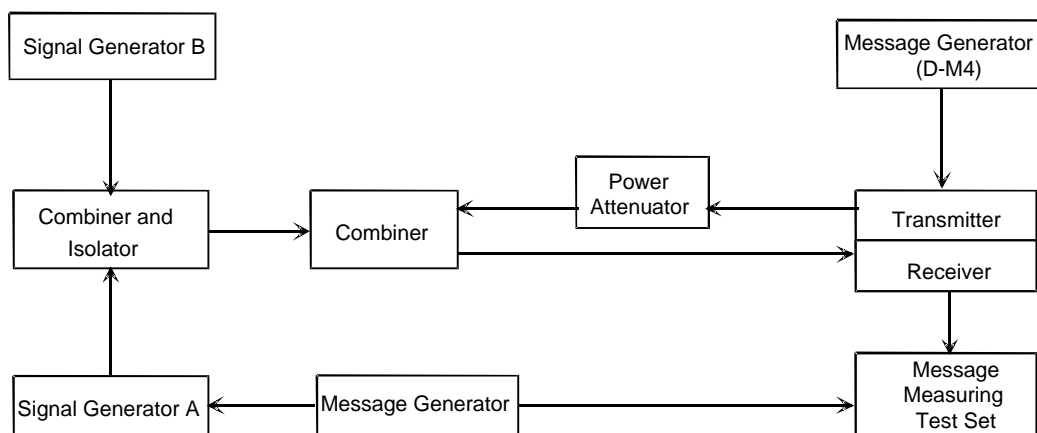 Signal Generator B
Message Generator
(D-M4)
Power
Attenuator
Combiner and
Isolator
Combiner
Transmitter
Receiver
Signal Generator A
Message Generator
Message
Measuring
Test Set